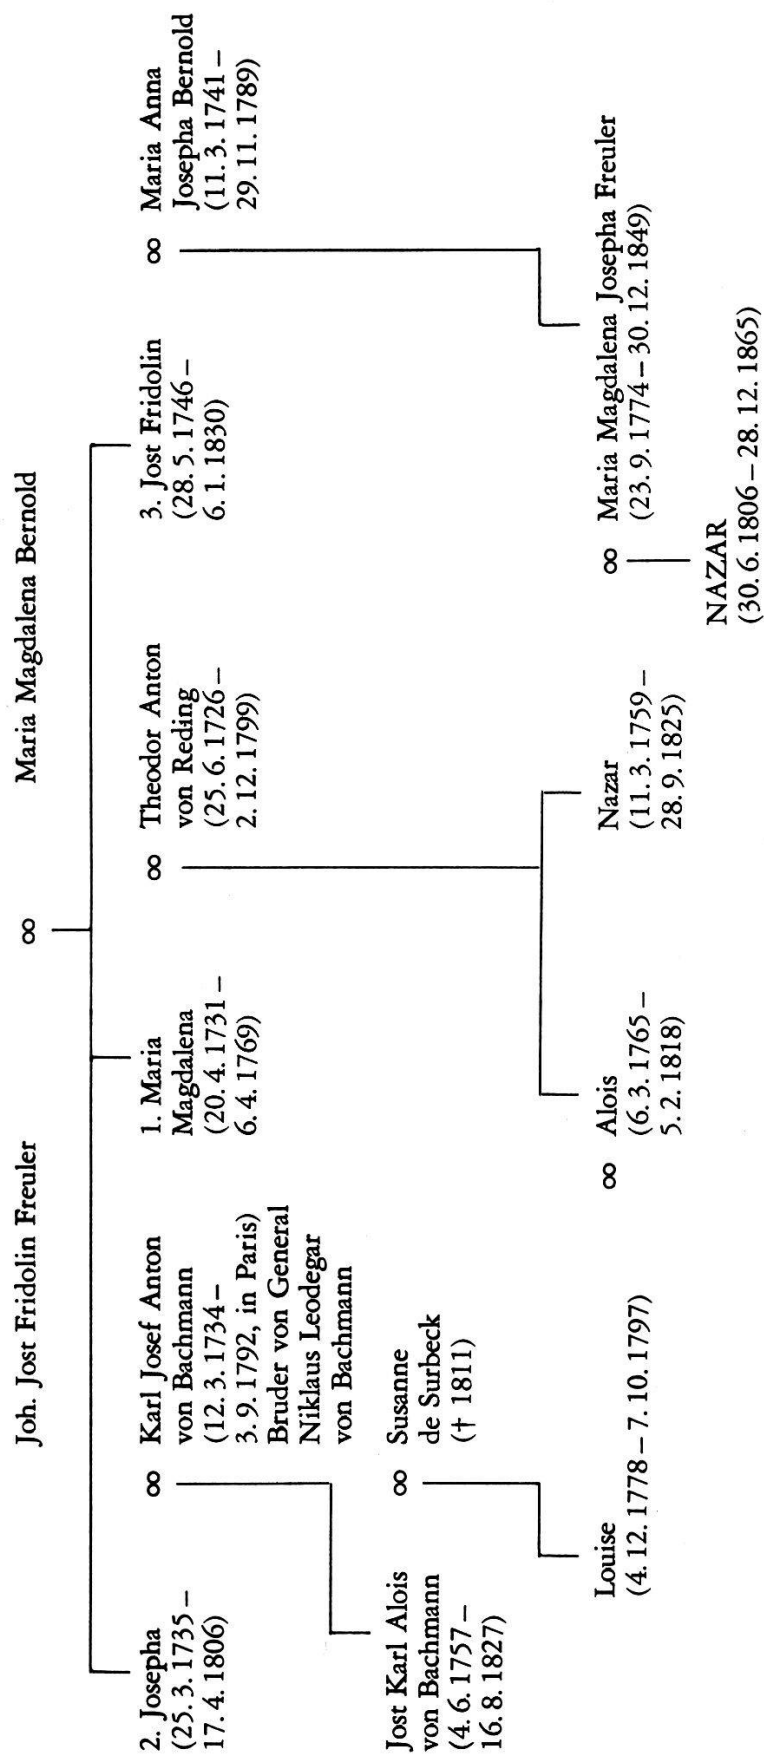 Joh. Jost Fridolin Freuler ∞ Maria Magdalena Bernold
2. Josepha
(25. 3. 1735 –
17. 4. 1806)
∞ Karl Josef Anton
von Bachmann
(12. 3. 1734 –
3. 9. 1792, in Paris)
Bruder von General
Niklaus Leodegar
von Bachmann
1. Maria
Magdalena
(20. 4. 1731 –
6. 4. 1769)
∞ Theodor Anton
von Reding
(25. 6. 1726 –
2. 12. 1799)
3. Jost Fridolin
(28. 5. 1746 –
6. 1. 1830)
∞ Maria Anna
Josepha Bernold
(11. 3. 1741 –
29. 11. 1789)
Jost Karl Alois
von Bachmann
(4. 6. 1757 –
16. 8. 1827)
∞ Susanne
de Surbeck
(† 1811)
Louise
(4. 12. 1778 – 7. 10. 1797)
∞ Alois
(6. 3. 1765 –
5. 2. 1818)
Nazar
(11. 3. 1759 –
28. 9. 1825)
∞ Maria Magdalena Josepha Freuler
(23. 9. 1774 – 30. 12. 1849)
NAZAR
(30. 6. 1806 – 28. 12. 1865)